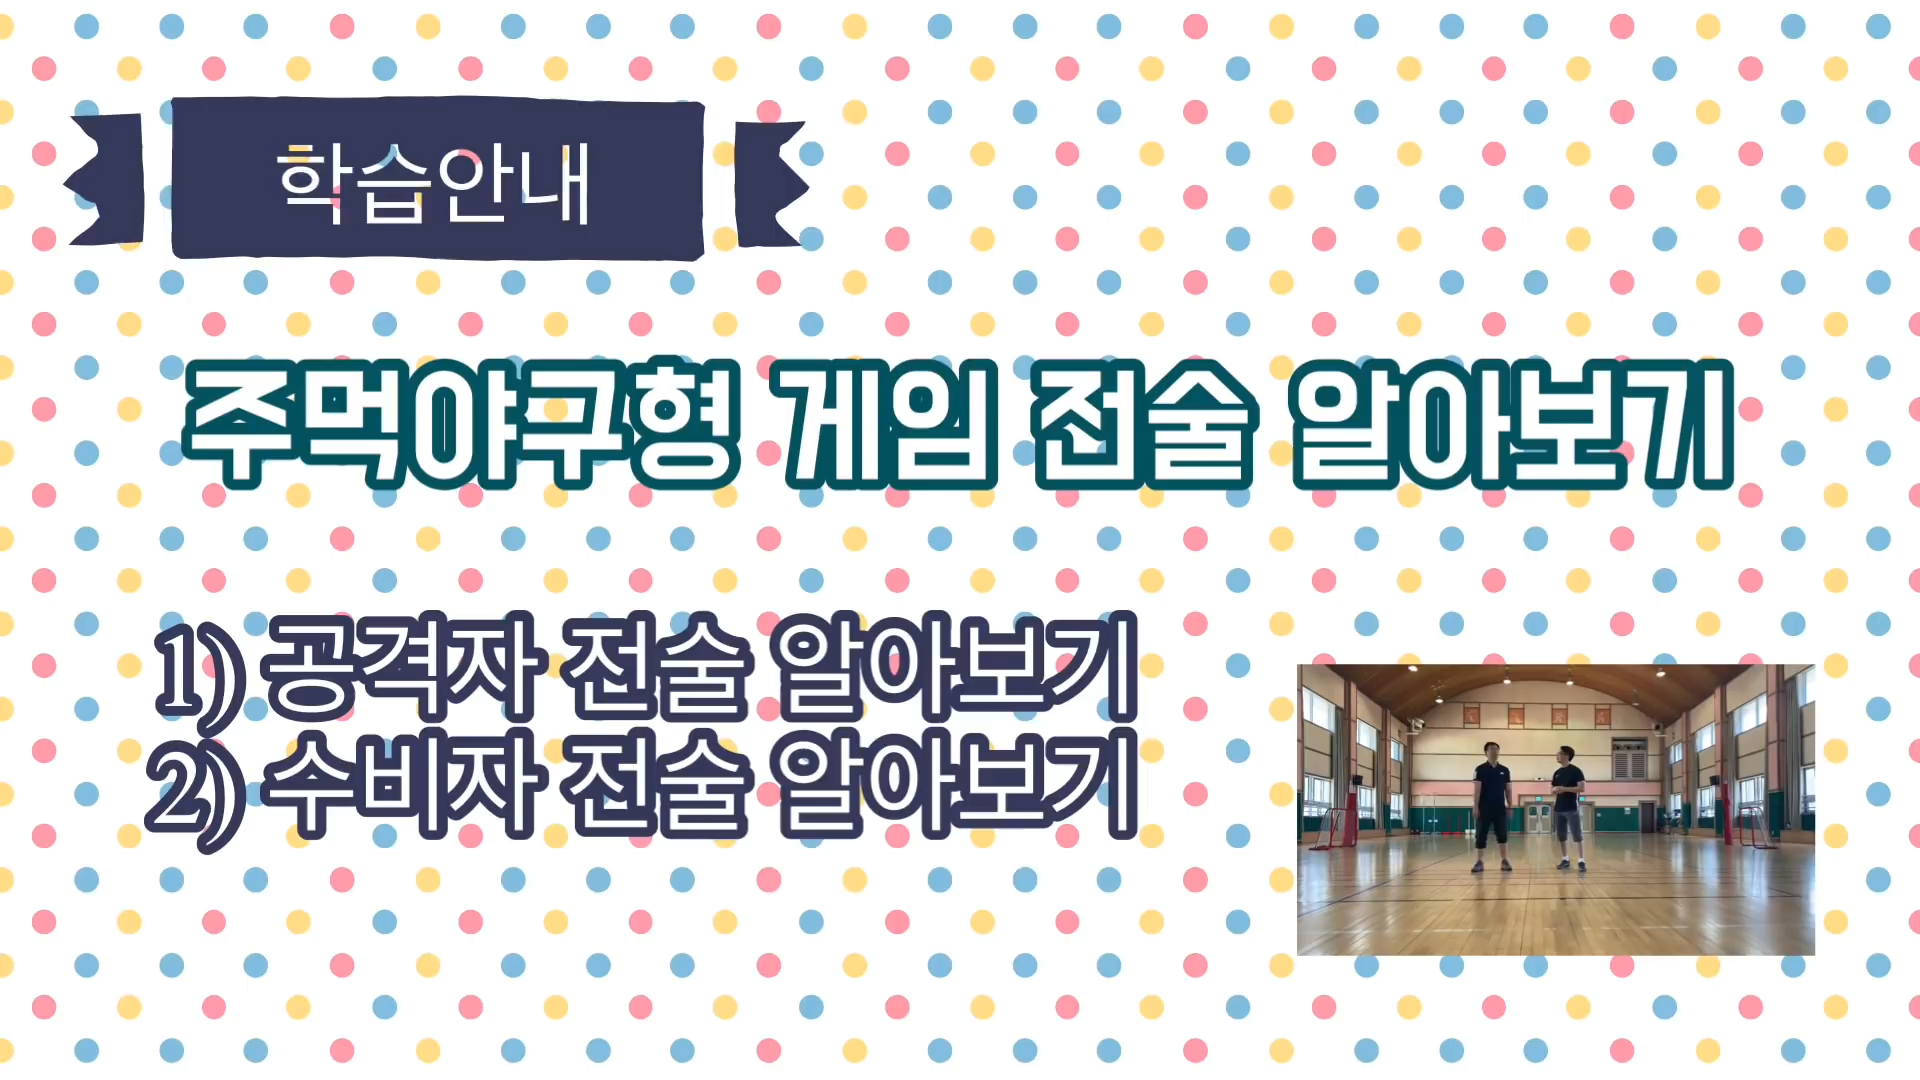 학습안내
주먹야구형 게임 전술 알아보기
1) 공격자 전술 알아보기
2) 수비자 전술 알아보기